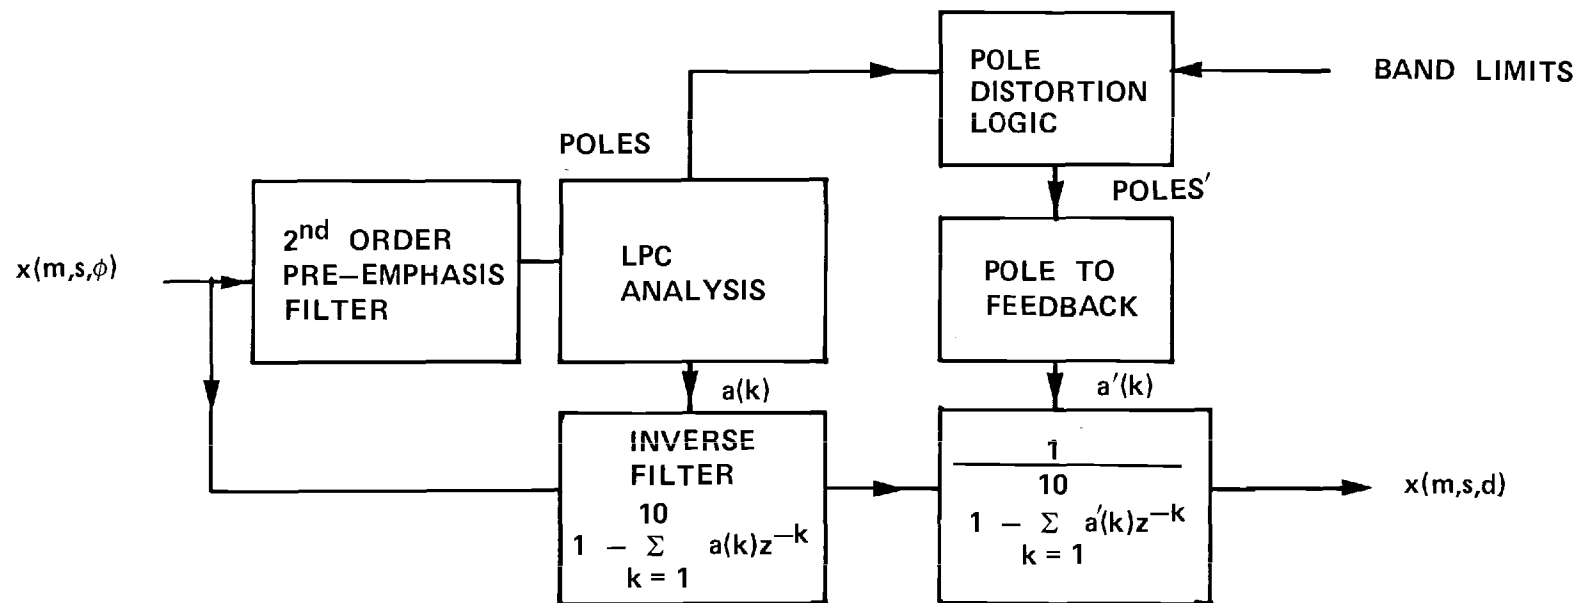 POLE
DISTORTION
LOGIC
BAND LIMITS
POLES
POLES′
2nd ORDER
PRE–EMPHASIS
FILTER
x(m,s,ϕ)
LPC
ANALYSIS
POLE TO
FEEDBACK
a(k)
a′(k)
INVERSE
FILTER
10
1 – Σ a(k)z–k
k = 1
1
10
1 – Σ a′(k)z–k
k = 1
x(m,s,d)